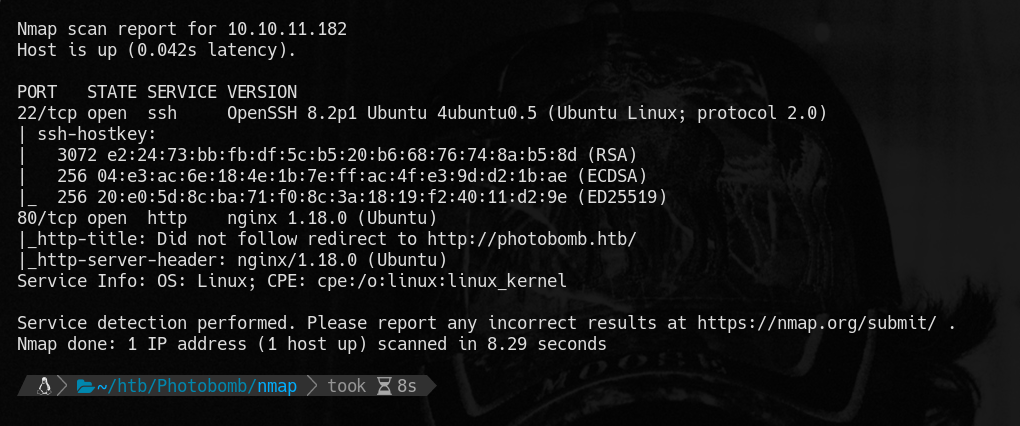 Nmap scan report for 10.10.11.182
Host is up (0.042s latency).
PORT   STATE SERVICE VERSION
22/tcp open  ssh     OpenSSH 8.2p1 Ubuntu 4ubuntu0.5 (Ubuntu Linux; protocol 2.0)
| ssh-hostkey:
|   3072 e2:24:73:bb:fb:df:5c:b5:20:b6:68:76:74:8a:b5:8d (RSA)
|   256 04:e3:ac:6e:18:4e:1b:7e:ff:ac:4f:e3:9d:d2:1b:ae (ECDSA)
|_  256 20:e0:5d:8c:ba:71:f0:8c:3a:18:19:f2:40:11:d2:9e (ED25519)
80/tcp open  http    nginx 1.18.0 (Ubuntu)
|_http-title: Did not follow redirect to http://photobomb.htb/
|_http-server-header: nginx/1.18.0 (Ubuntu)
Service Info: OS: Linux; CPE: cpe:/o:linux:linux_kernel
Service detection performed. Please report any incorrect results at https://nmap.org/submit/ .
Nmap done: 1 IP address (1 host up) scanned in 8.29 seconds
~/htb/Photobomb/nmap took 8s
MOOSE